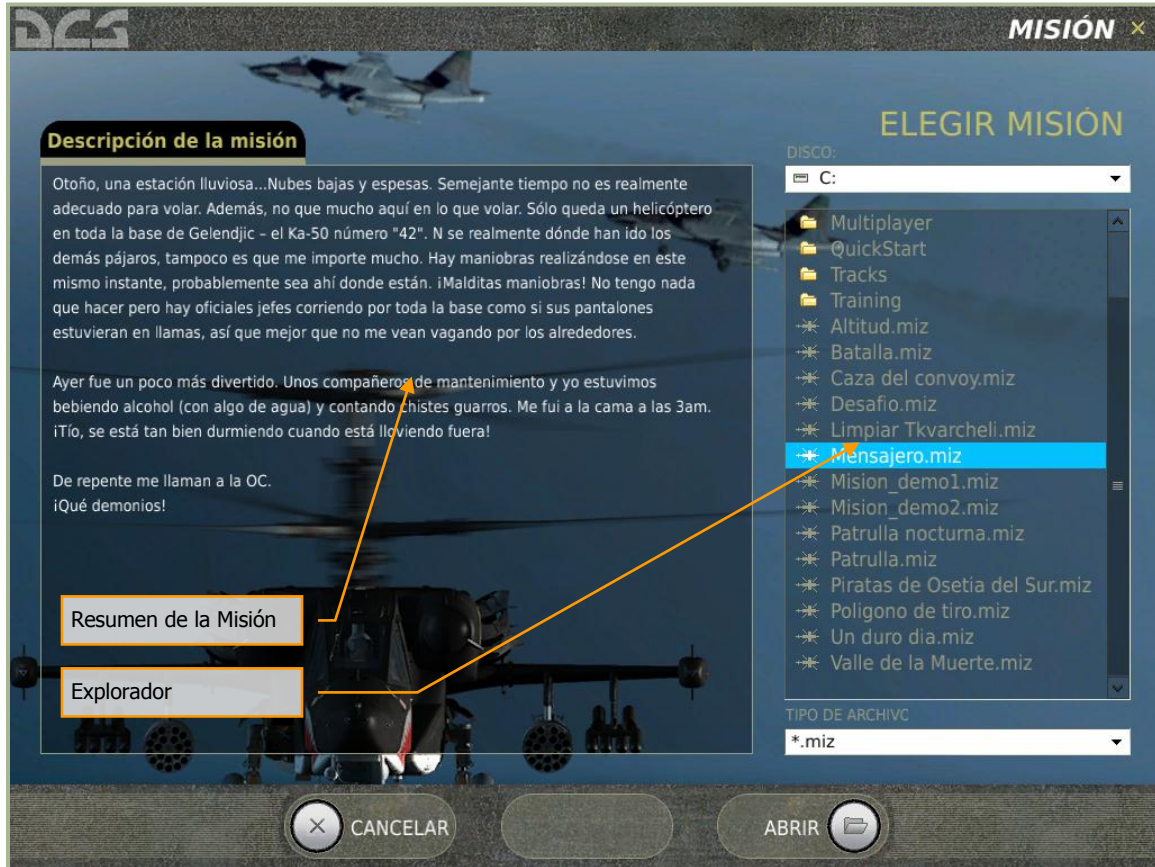 DCS
MISIÓN
ELEGIR MISIÓN
Descripción de la misión
Otoño, una estación lluviosa...Nubes bajas y espesas. Semejante tiempo no es realmente
adecuado para volar. Además, no que mucho aquí en lo que volar. Sólo queda un helicóptero
en toda la base de Gelendjic – el Ka-50 número "42". N se realmente dónde han ido los
demás pájaros, tampoco es que me importe mucho. Hay maniobras realizándose en este
mismo instante, probablemente sea ahí donde están. ¡Malditas maniobras! No tengo nada
que hacer pero hay oficiales jefes corriendo por toda la base como si sus pantalones
estuvieran en llamas, así que mejor que no me vean vagando por los alrededores.
Ayer fue un poco más divertido. Unos compañeros de mantenimiento y yo estuvimos
bebiendo alcohol (con algo de agua) y contando chistes guarros. Me fui a la cama a las 3am.
¡Tío, se está tan bien durmiendo cuando está lloviendo fuera!
De repente me llaman a la OC.
¡Qué demonios!
Resumen de la Misión
Explorador
DISCO:
C:
Multiplayer
QuickStart
Tracks
Training
Altitud.miz
Batalla.miz
Caza del convoy.miz
Desafio.miz
Limpiar Tkvarcheli.miz
Mensajero.miz
Mision_demo1.miz
Mision_demo2.miz
Patrulla nocturna.miz
Patrulla.miz
Piratas de Osetia del Sur.miz
Poligono de tiro.miz
Un duro dia.miz
Valle de la Muerte.miz
TIPO DE ARCHIVO
*.miz
CANCELAR
ABRIR